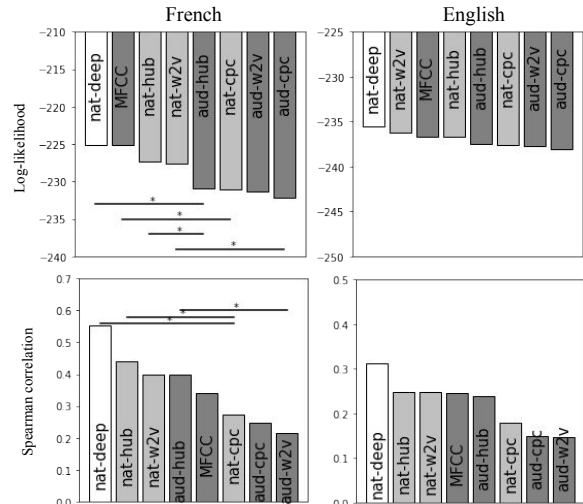 French
English
Log-likelihood
−210
−215
−220
−225
−230
−235
−240
nat-deep
MFCC
nat-hub
nat-w2v
aud-hub
nat-cpc
aud-w2v
aud-cpc
*
*
*
*
−225
−230
−235
−240
−245
−250
nat-deep
nat-w2v
MFCC
nat-hub
aud-hub
nat-cpc
aud-w2v
aud-cpc
Spearman correlation
0.7
0.6
0.5
0.4
0.3
0.2
0.1
0.0
nat-deep
nat-hub
nat-w2v
aud-hub
MFCC
nat-cpc
aud-cpc
aud-w2v
*
*
*
0.5
0.4
0.3
0.2
0.1
0.0
nat-deep
nat-hub
nat-w2v
MFCC
aud-hub
nat-cpc
aud-cpc
aud-w2v